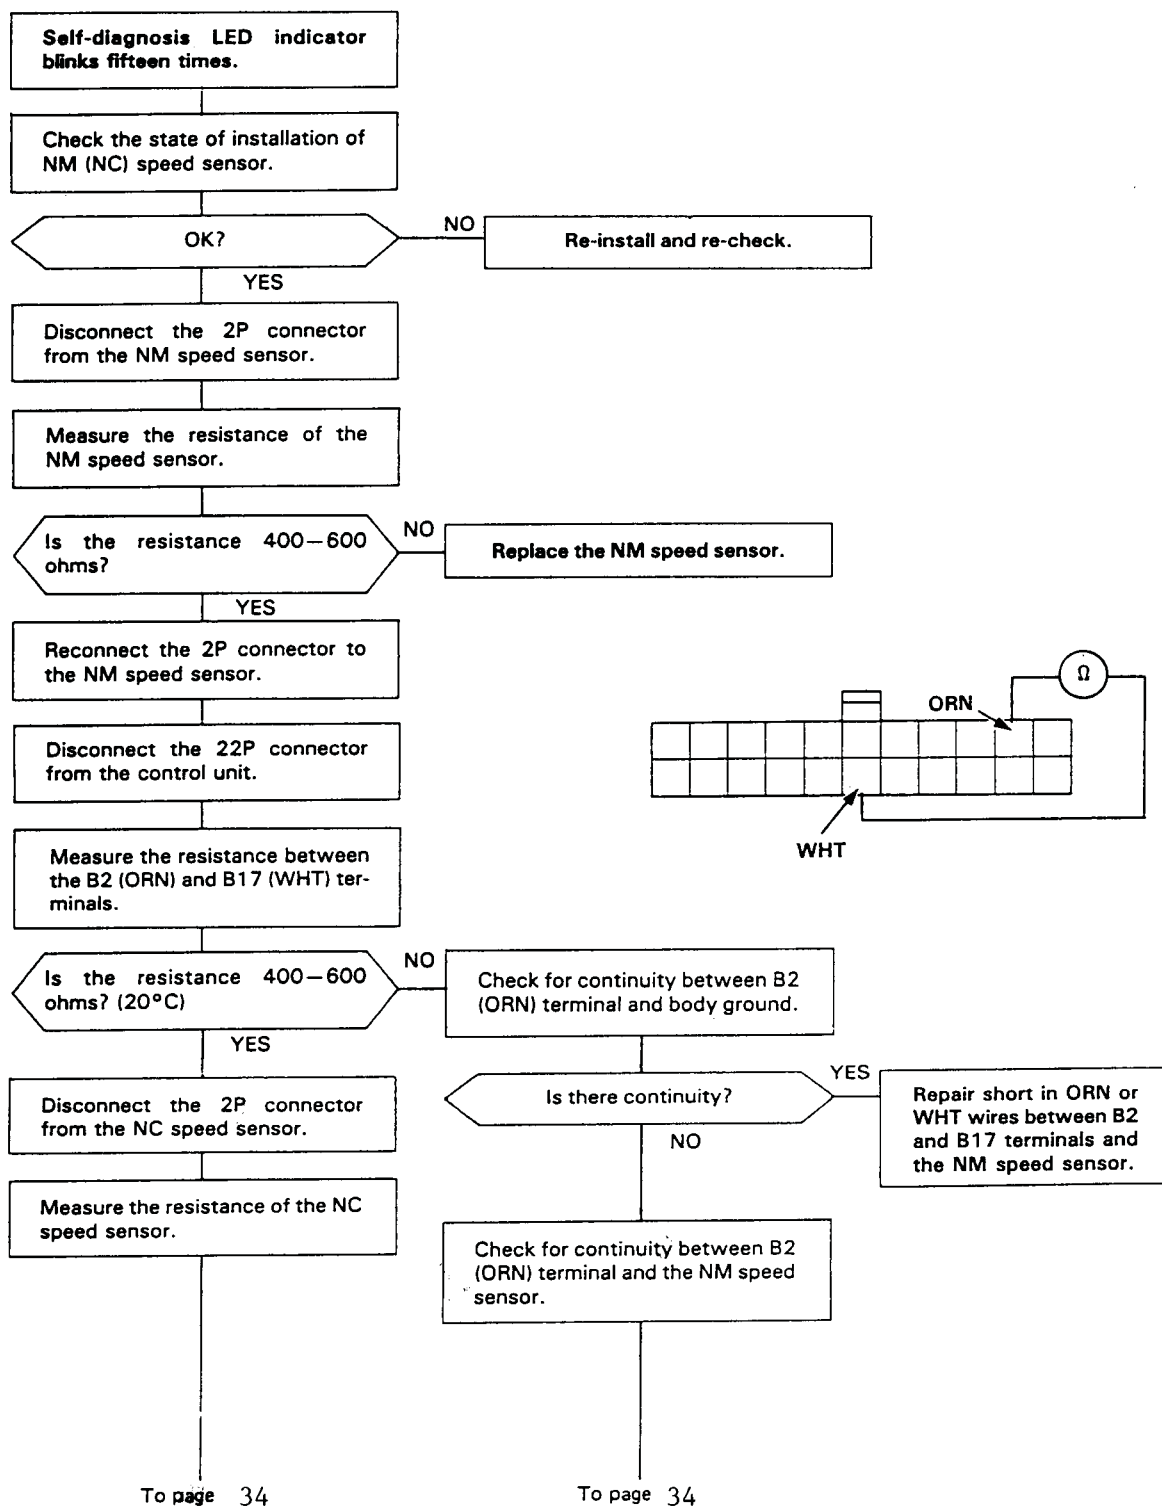 Self-diagnosis LED indicator
blinks fifteen times.
Check the state of installation of
NM (NC) speed sensor.
OK?
NO
Re-install and re-check.
YES
Disconnect the 2P connector
from the NM speed sensor.
Measure the resistance of the
NM speed sensor.
Is the resistance 400—600
ohms?
NO
Replace the NM speed sensor.
YES
Reconnect the 2P connector to
the NM speed sensor.
Disconnect the 22P connector
from the control unit.
Ω
ORN
WHT
Measure the resistance between
the B2 (ORN) and B17 (WHT) ter-
minals.
Is the resistance 400—600
ohms? (20°C)
NO
Check for continuity between B2
(ORN) terminal and body ground.
YES
Is there continuity?
YES
Repair short in ORN or
WHT wires between B2
and B17 terminals and
the NM speed sensor.
NO
Disconnect the 2P connector
from the NC speed sensor.
Measure the resistance of the NC
speed sensor.
Check for continuity between B2
(ORN) terminal and the NM speed
sensor.
To page 34
To page 34